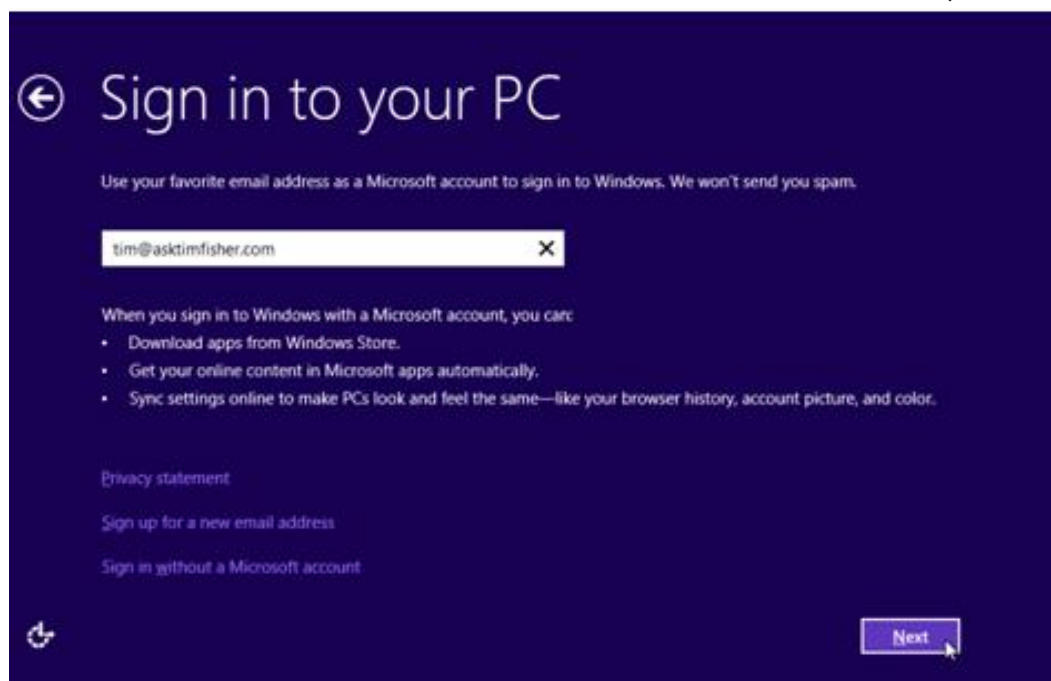 Sign in to your PC
Use your favorite email address as a Microsoft account to sign in to Windows. We won't send you spam.
tim@asktimfisher.com
When you sign in to Windows with a Microsoft account, you can:
• Download apps from Windows Store.
• Get your online content in Microsoft apps automatically.
• Sync settings online to make PCs look and feel the same—like your browser history, account picture, and color.
Privacy statement
Sign up for a new email address
Sign in without a Microsoft account
Next